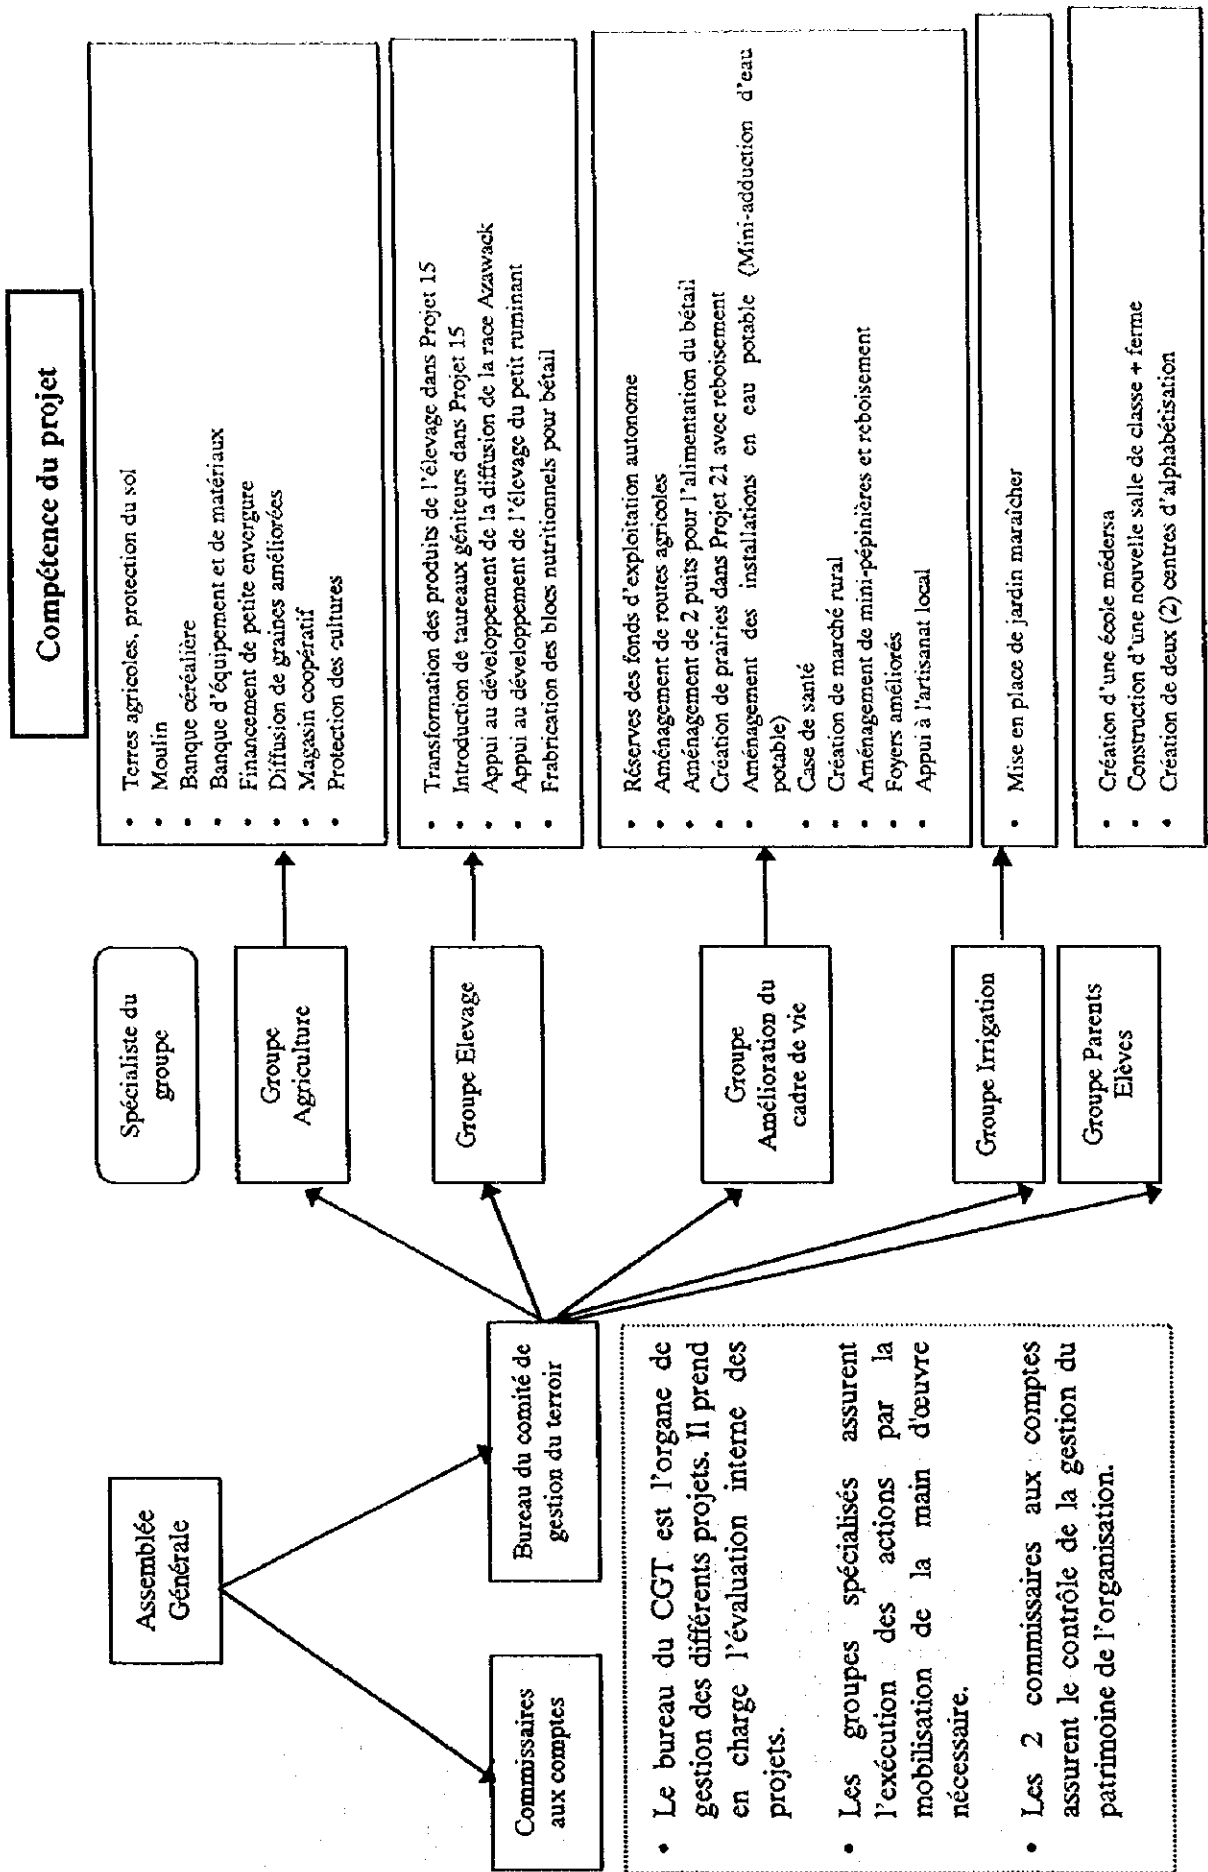 Compétence du projet
Spécialiste du
groupe
Assemblée
Générale
Commissaires
aux comptes
Bureau du comité de
gestion du terroir
Groupe
Agriculture
• Terres agricoles, protection du sol
• Moulin
• Banque céréalière
• Banque d'équipement et de matériaux
• Financement de petite envergure
• Diffusion de graines améliorées
• Magasin coopératif
• Protection des cultures
Groupe Elevage
• Transformation des produits de l'élevage dans Projet 15
• Introduction de taureaux géniteurs dans Projet 15
• Appui au développement de la diffusion de la race Azawack
• Appui au développement de l'élevage du petit ruminant
• Frabrication des blocs nutritionnels pour bétail
Groupe
Amélioration du
cadre de vie
• Réserves des fonds d'exploitation autonome
• Aménagement de routes agricoles
• Aménagement de 2 puits pour l'alimentation du bétail
• Création de prairies dans Projet 21 avec reboisement
• Aménagement des installations en eau potable (Mini-adduction d'eau
potable)
• Case de santé
• Création de marché rural
• Aménagement de mini-pépinières et reboisement
• Foyers améliorés
• Appui à l'artisanat local
Groupe Irrigation
• Mise en place de jardin maraîcher
Groupe Parents
Elèves
• Création d'une école médersa
• Construction d'une nouvelle salle de classe + ferme
• Création de deux (2) centres d'alphabétisation
• Le bureau du CGT est l'organe de
gestion des différents projets. Il prend
en charge l'évaluation interne des
projets.
• Les groupes spécialisés assurent
l'exécution des actions par la
mobilisation de la main d'œuvre
nécessaire.
• Les 2 commissaires aux comptes
assurent le contrôle de la gestion du
patrimoine de l'organisation.